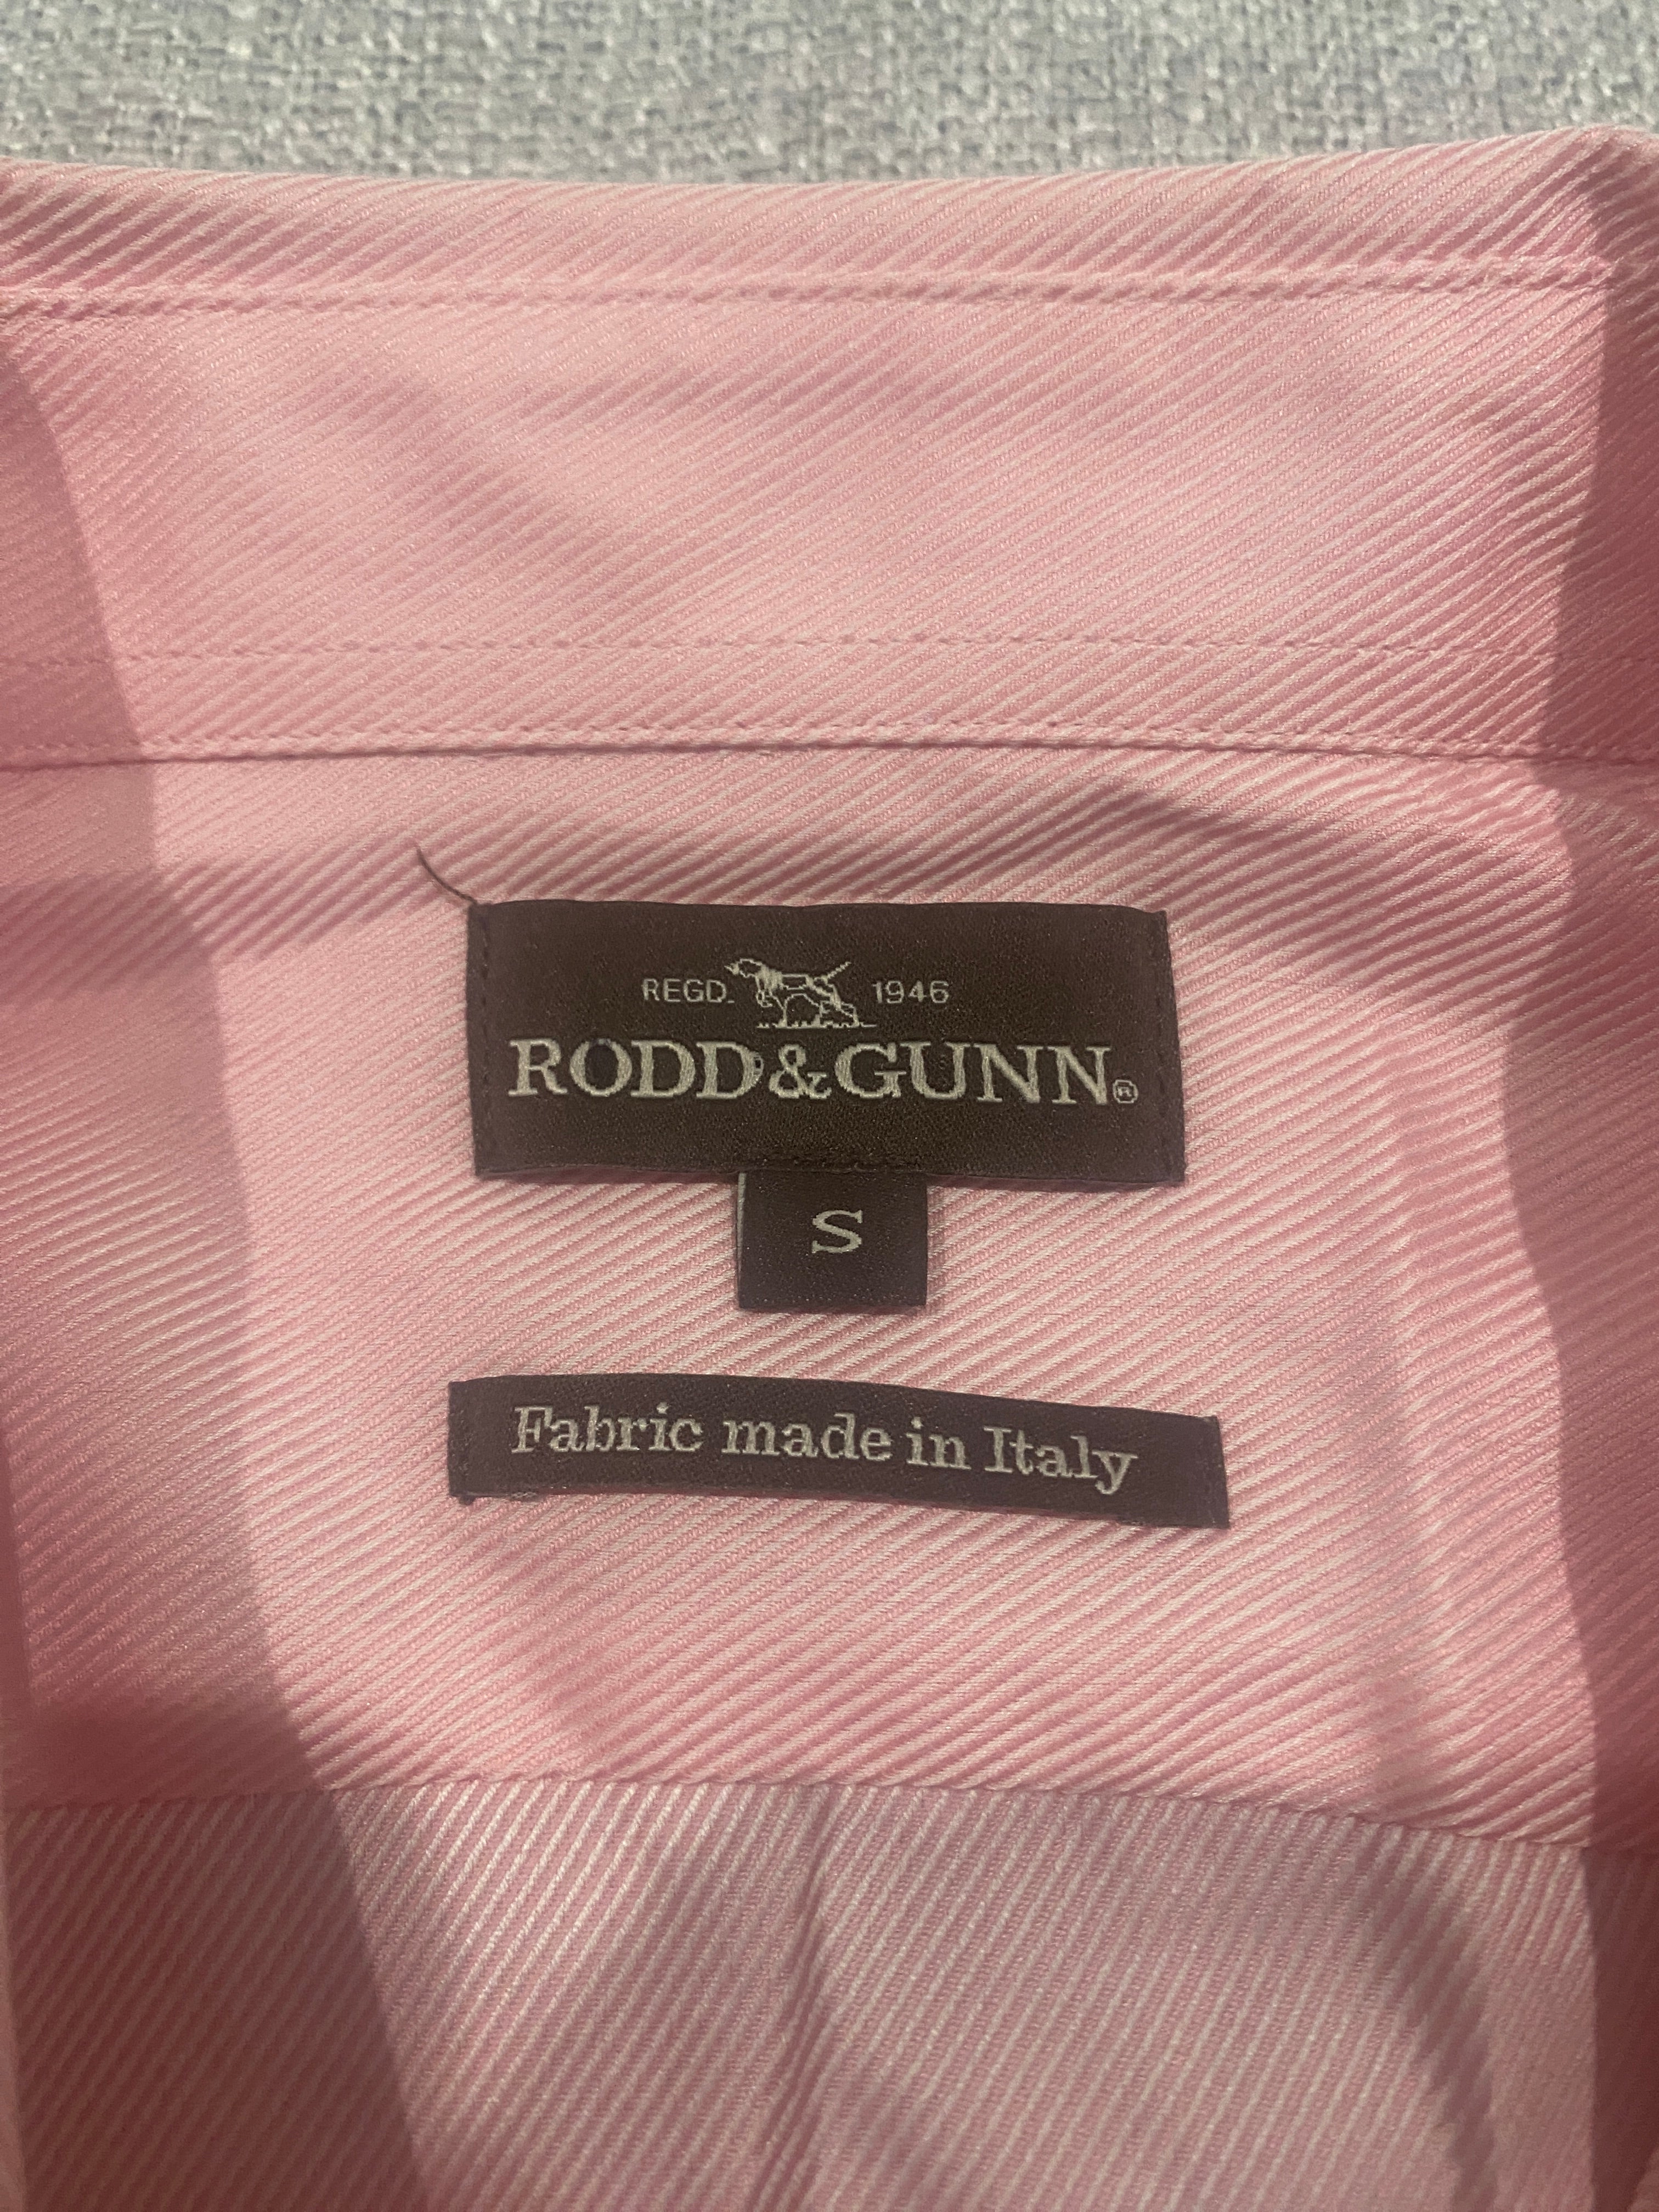 REGD. 1946
RODD&GUNN®
S
Fabric made in Italy